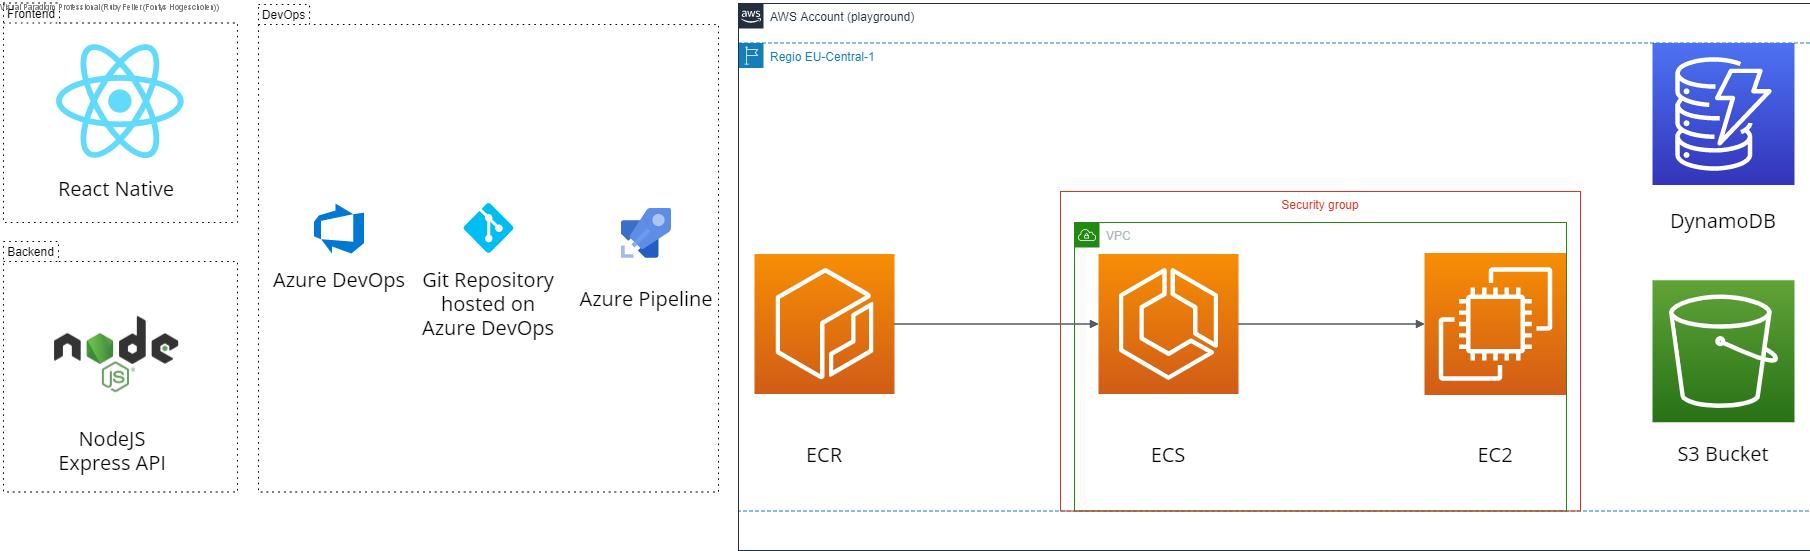 Visual Paradigm Professional(Ruby Feller(Fontys Hogescholen))
Frontend
React Native
Backend
node
JS
NodeJS
Express API
DevOps
Azure DevOps
Git Repository
hosted on
Azure DevOps
Azure Pipeline
aws
AWS Account (playground)
Regio EU-Central-1
Security group
VPC
ECR
ECS
EC2
DynamoDB
S3 Bucket